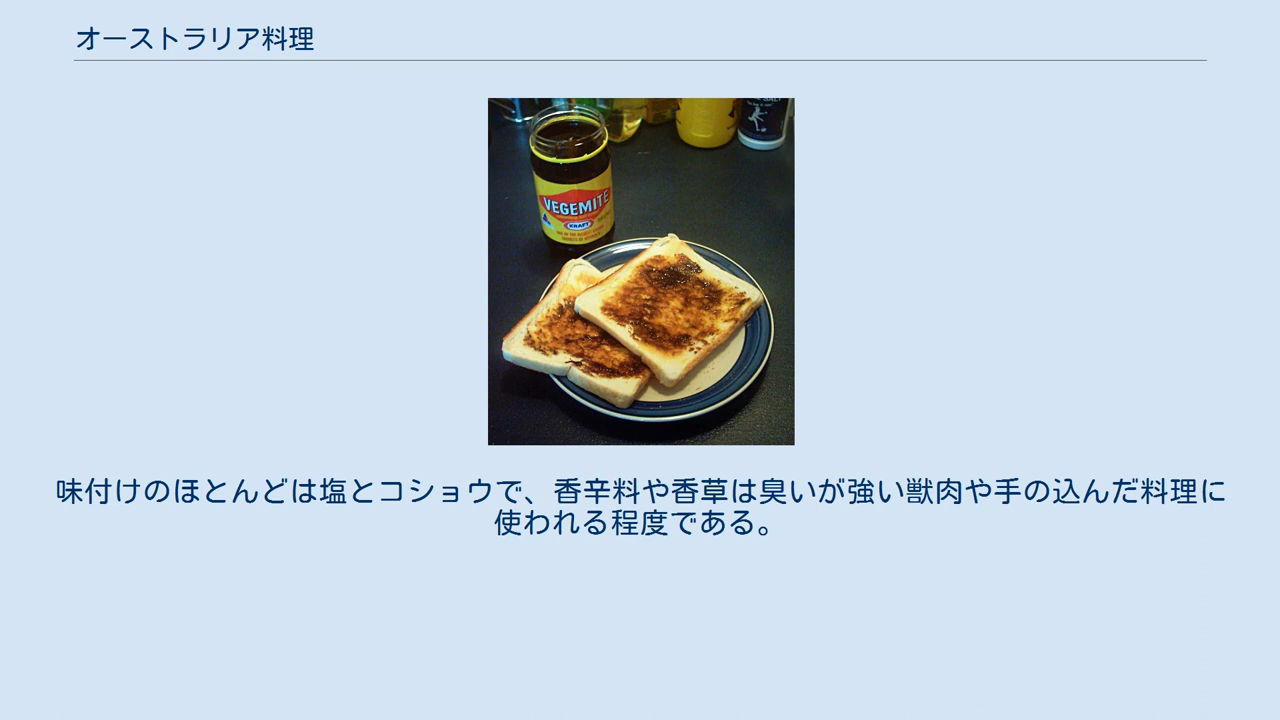 オーストラリア料理
VEGEMITE
KRAFT
味付けのほとんどは塩とコショウで、香辛料や香草は臭いが強い獣肉や手の込んだ料理に
使われる程度である。